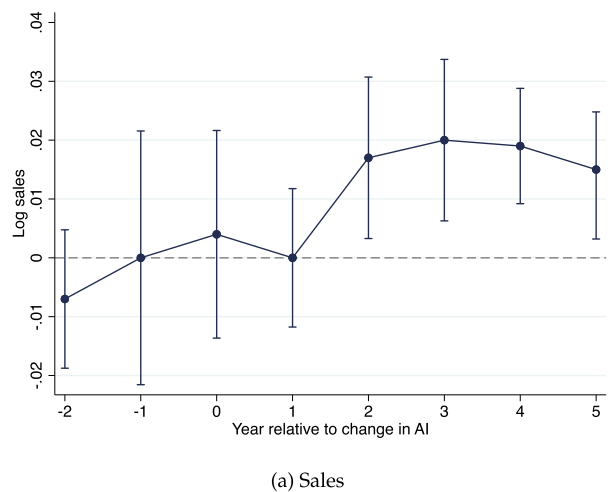 .04
.03
.02
.01
0
-.01
-.02
Log sales
-2 -1 0 1 2 3 4 5
Year relative to change in AI
(a) Sales